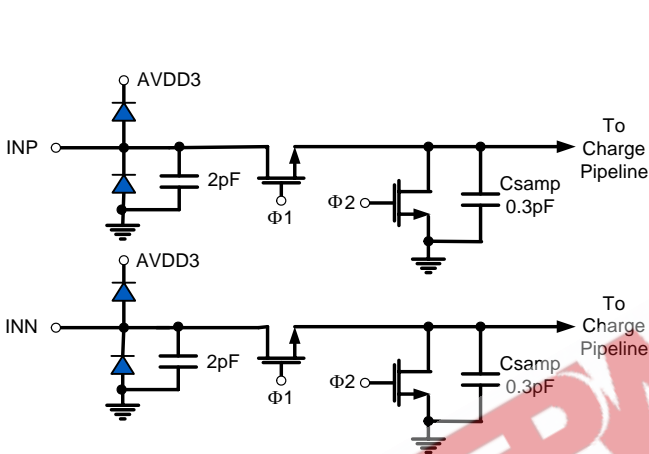 AVDD3
INP
2pF
Φ1
Φ2
Csamp
0.3pF
To
Charge
Pipeline
AVDD3
INN
2pF
Φ1
Φ2
Csamp
0.3pF
To
Charge
Pipeline